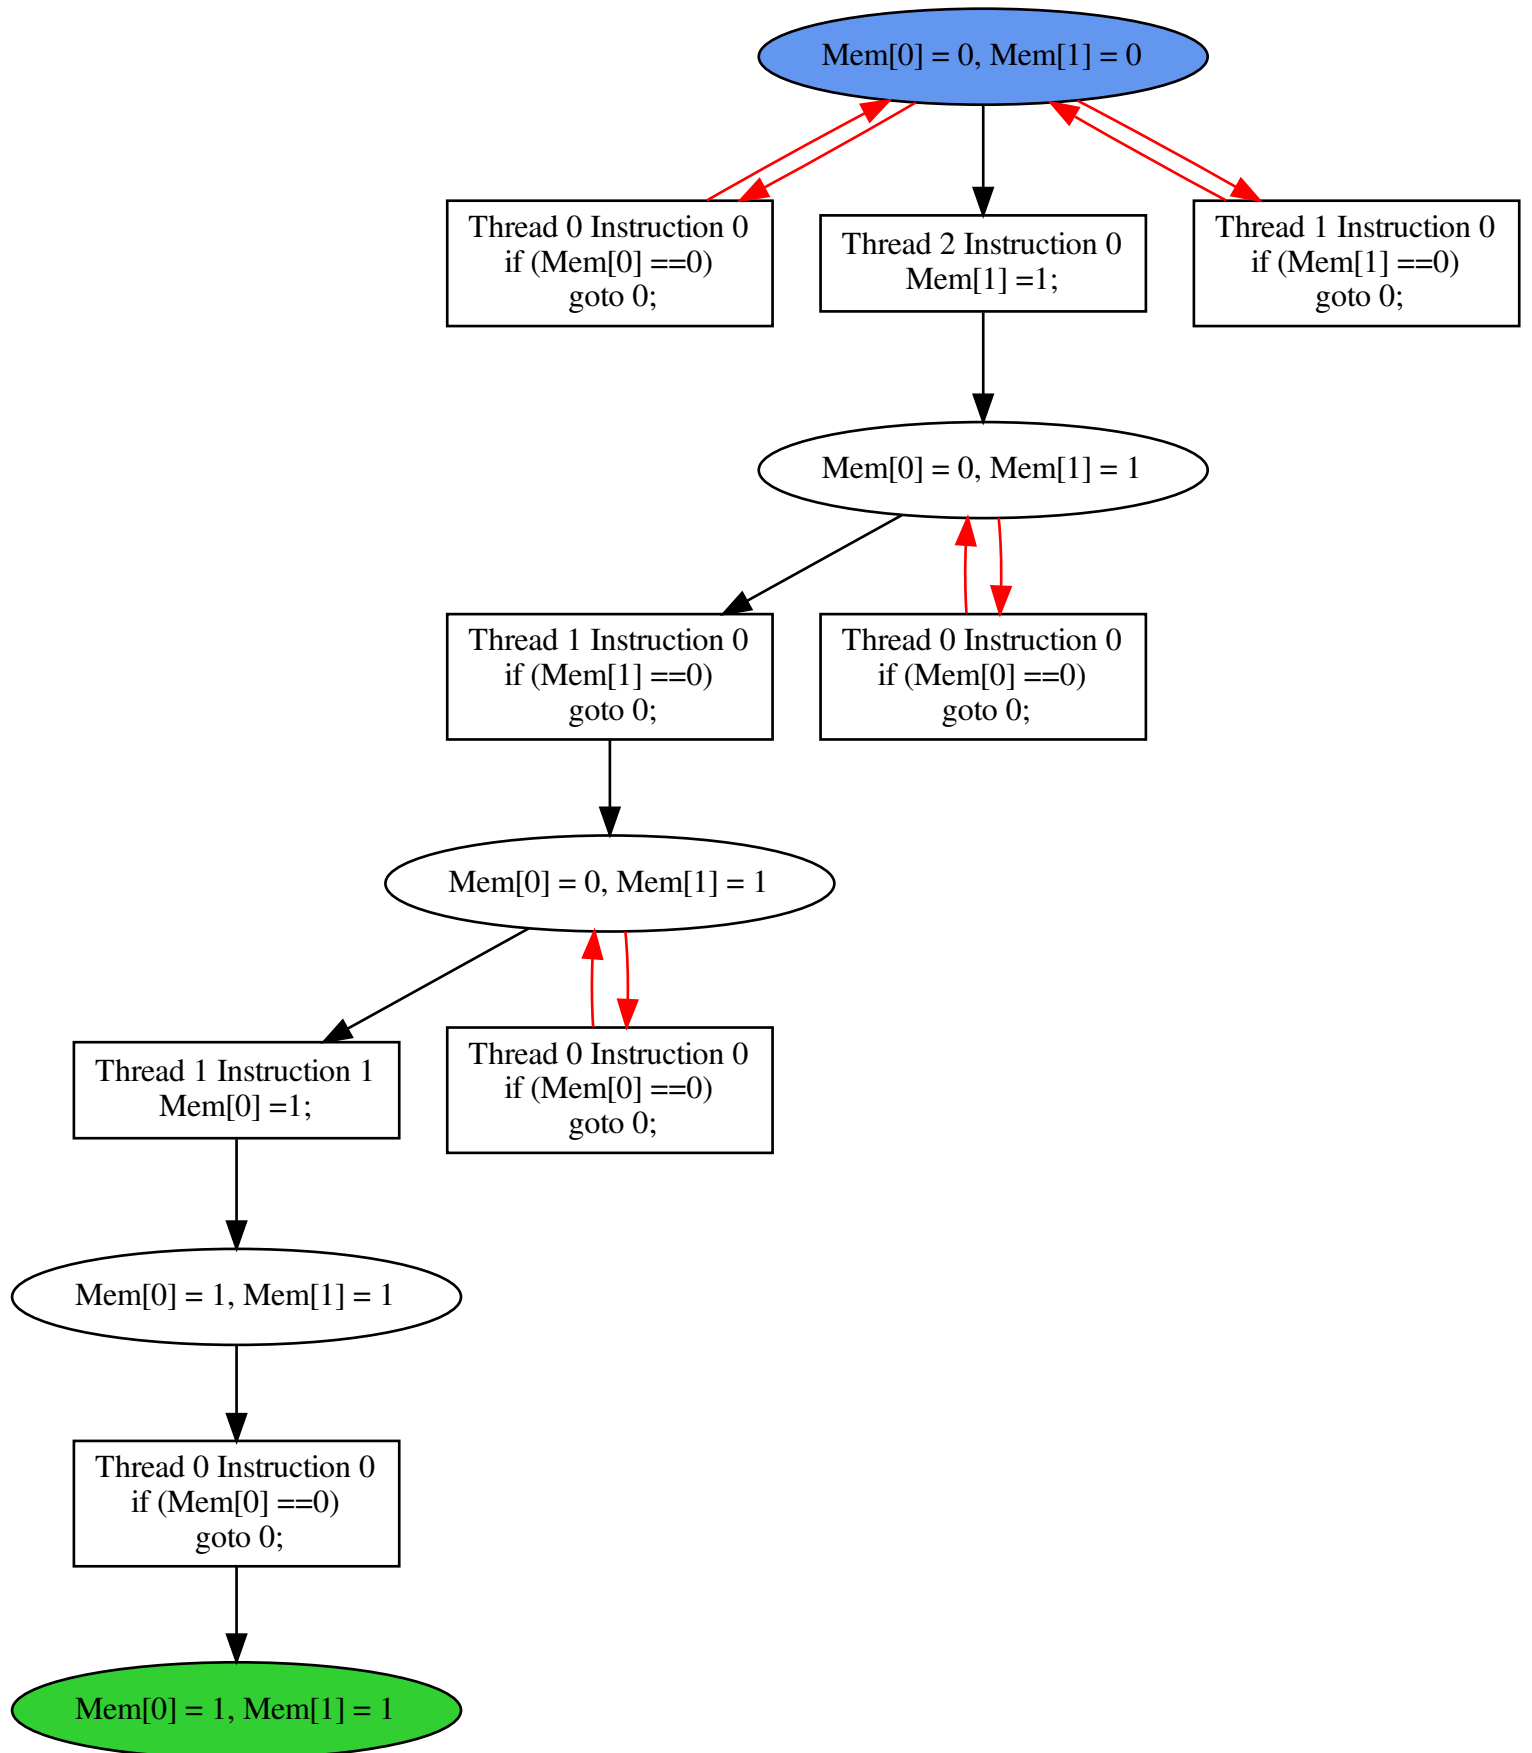 Mem[0] = 0, Mem[1] = 0
Thread 0 Instruction 0
if (Mem[0] ==0)
goto 0;
Thread 2 Instruction 0
Mem[1] =1;
Thread 1 Instruction 0
if (Mem[1] ==0)
goto 0;
Mem[0] = 0, Mem[1] = 1
Thread 1 Instruction 0
if (Mem[1] ==0)
goto 0;
Thread 0 Instruction 0
if (Mem[0] ==0)
goto 0;
Mem[0] = 0, Mem[1] = 1
Thread 1 Instruction 1
Mem[0] =1;
Thread 0 Instruction 0
if (Mem[0] ==0)
goto 0;
Mem[0] = 1, Mem[1] = 1
Thread 0 Instruction 0
if (Mem[0] ==0)
goto 0;
Mem[0] = 1, Mem[1] = 1